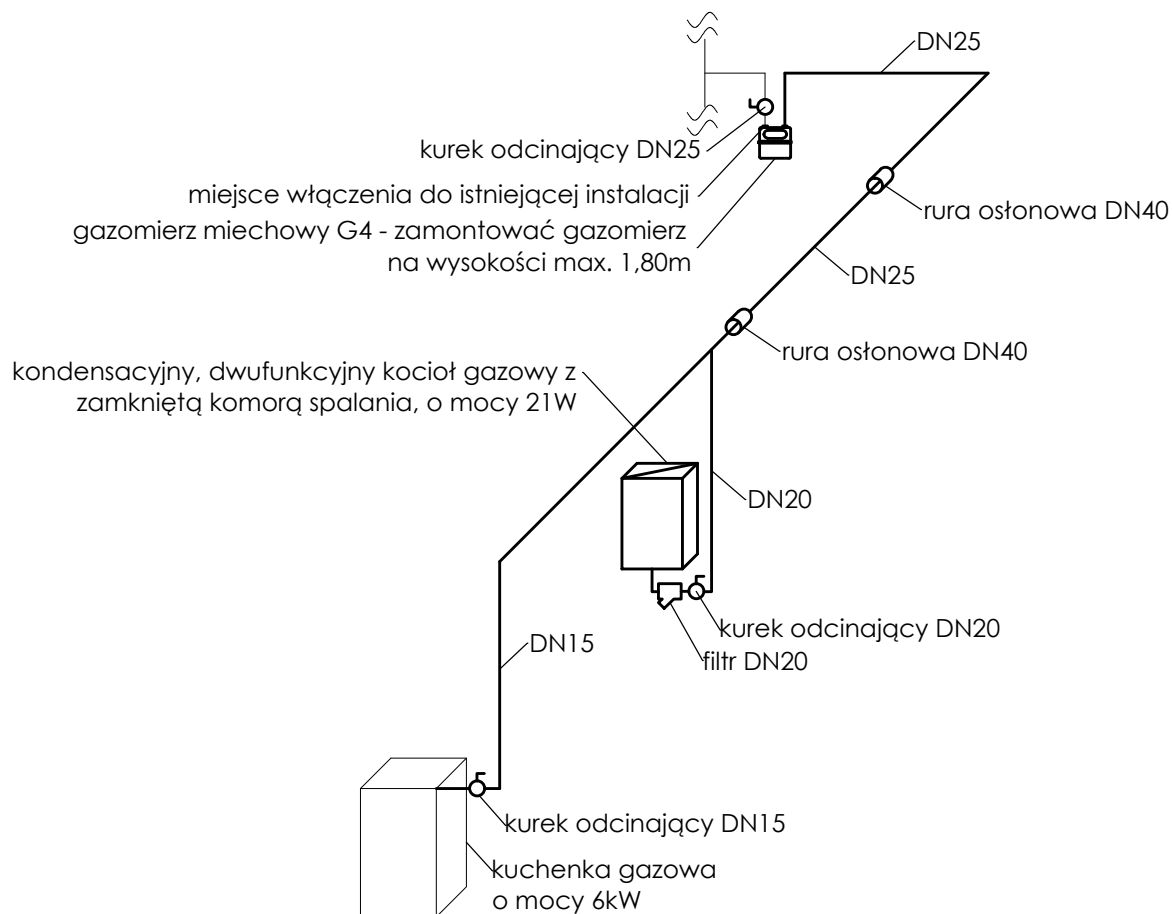 DN25
kurek odcinający DN25
miejsce włączenia do istniejącej instalacji
rura osłonowa DN40
gazomierz miechowy G4 - zamontować gazomierz
na wysokości max. 1,80m
DN25
rura osłonowa DN40
kondensacyjny, dwufunkcyjny kocioł gazowy z
zamkniętą komorą spalania, o mocy 21W
DN20
kurek odcinający DN20
DN15
filtr DN20
kurek odcinający DN15
kuchenka gazowa
o mocy 6kW